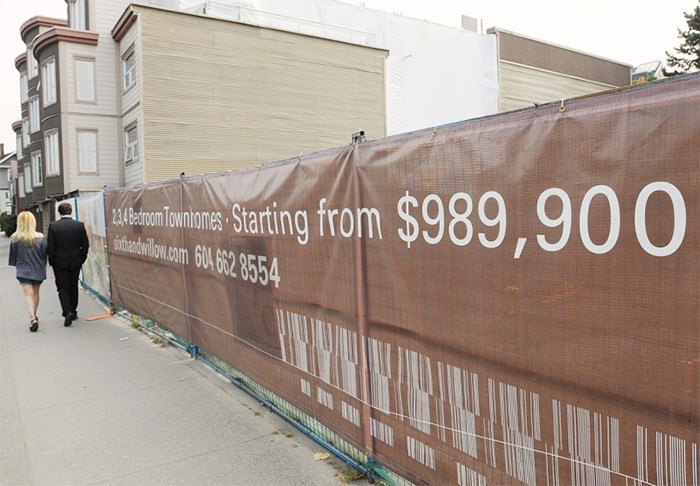 2,3,4 Bedroom Townhomes · Starting from $989,900
sixthandwillow.com 604 662 8554